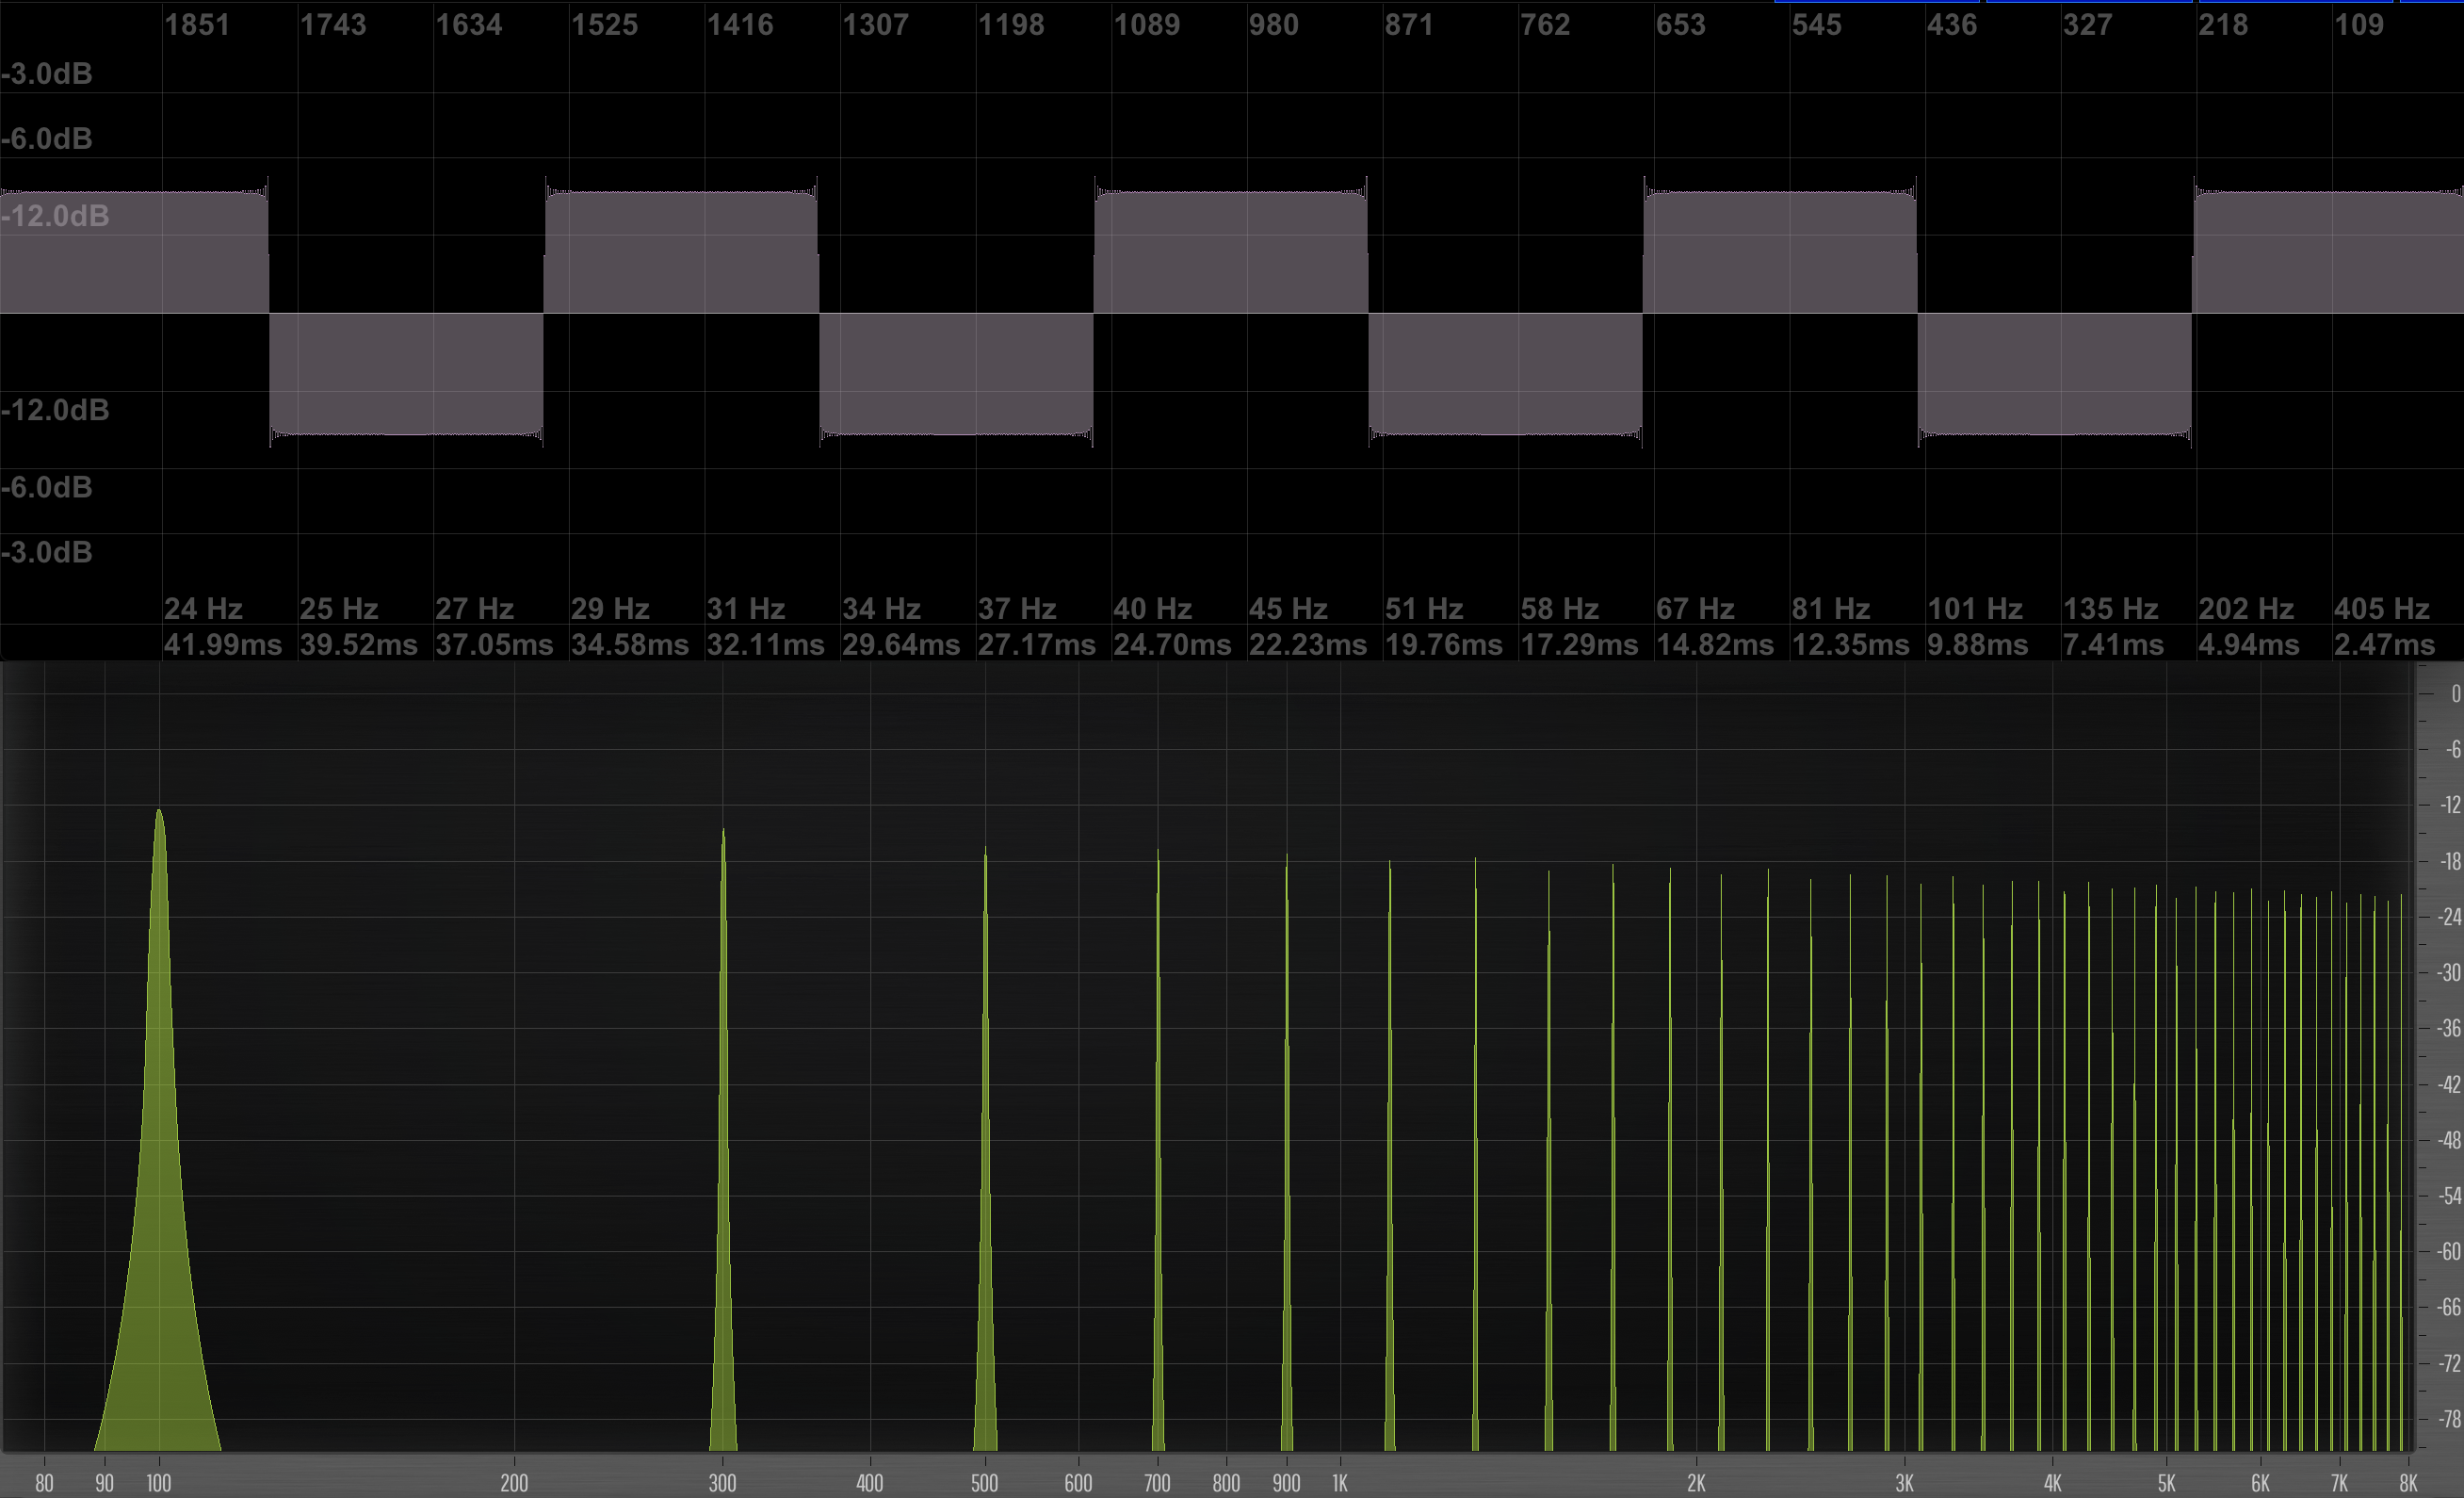 1851 1743 1634 1525 1416 1307 1198 1089 980 871 762 653 545 436 327 218 109
-3.0dB
-6.0dB
-12.0dB
-12.0dB
-6.0dB
-3.0dB
24 Hz 25 Hz 27 Hz 29 Hz 31 Hz 34 Hz 37 Hz 40 Hz 45 Hz 51 Hz 58 Hz 67 Hz 81 Hz 101 Hz 135 Hz 202 Hz 405 Hz
41.99ms 39.52ms 37.05ms 34.58ms 32.11ms 29.64ms 27.17ms 24.70ms 22.23ms 19.76ms 17.29ms 14.82ms 12.35ms 9.88ms 7.41ms 4.94ms 2.47ms
0
-6
-12
-18
-24
-30
-36
-42
-48
-54
-60
-66
-72
-78
80 90 100 200 300 400 500 600 700 800 900 1K 2K 3K 4K 5K 6K 7K 8K